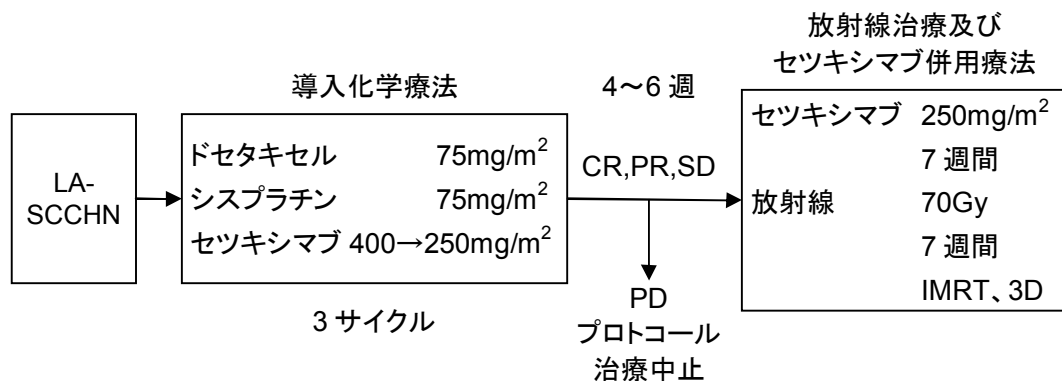 LA-
SCCHN
導入化学療法
ドセタキセル 75mg/m²
シスプラチン 75mg/m²
セツキシマブ 400→250mg/m²
3 サイクル
4～6 週
CR,PR,SD
PD
プロトコール
治療中止
放射線治療及び
セツキシマブ併用療法
セツキシマブ 250mg/m²
7 週間
放射線 70Gy
7 週間
IMRT、3D